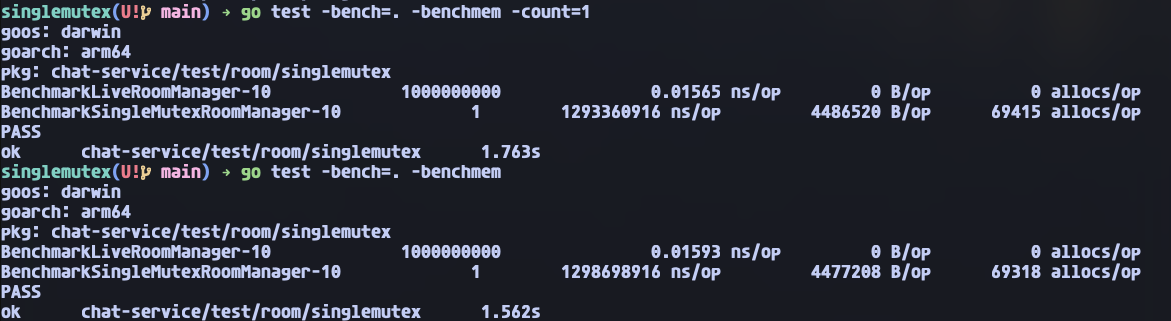 singlemutex(U! main) → go test -bench=. -benchmem -count=1
goos: darwin
goarch: arm64
pkg: chat-service/test/room/singlemutex
BenchmarkLiveRoomManager-10 1000000000 0.01565 ns/op 0 B/op 0 allocs/op
BenchmarkSingleMutexRoomManager-10 1 1293360916 ns/op 4486520 B/op 69415 allocs/op
PASS
ok chat-service/test/room/singlemutex 1.763s
singlemutex(U! main) → go test -bench=. -benchmem
goos: darwin
goarch: arm64
pkg: chat-service/test/room/singlemutex
BenchmarkLiveRoomManager-10 1000000000 0.01593 ns/op 0 B/op 0 allocs/op
BenchmarkSingleMutexRoomManager-10 1 1298698916 ns/op 4477208 B/op 69318 allocs/op
PASS
ok chat-service/test/room/singlemutex 1.562s